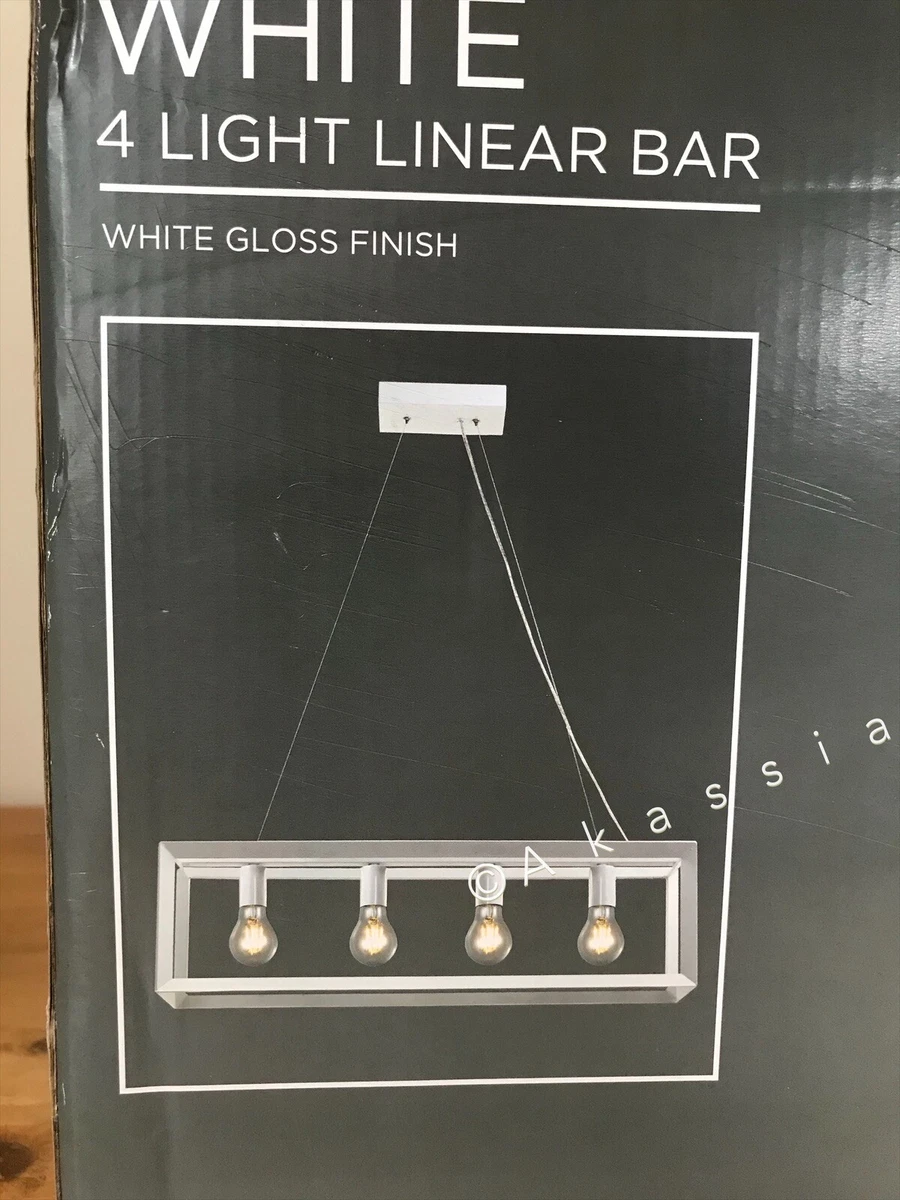 WHITE
4 LIGHT LINEAR BAR
WHITE GLOSS FINISH
© Akassia